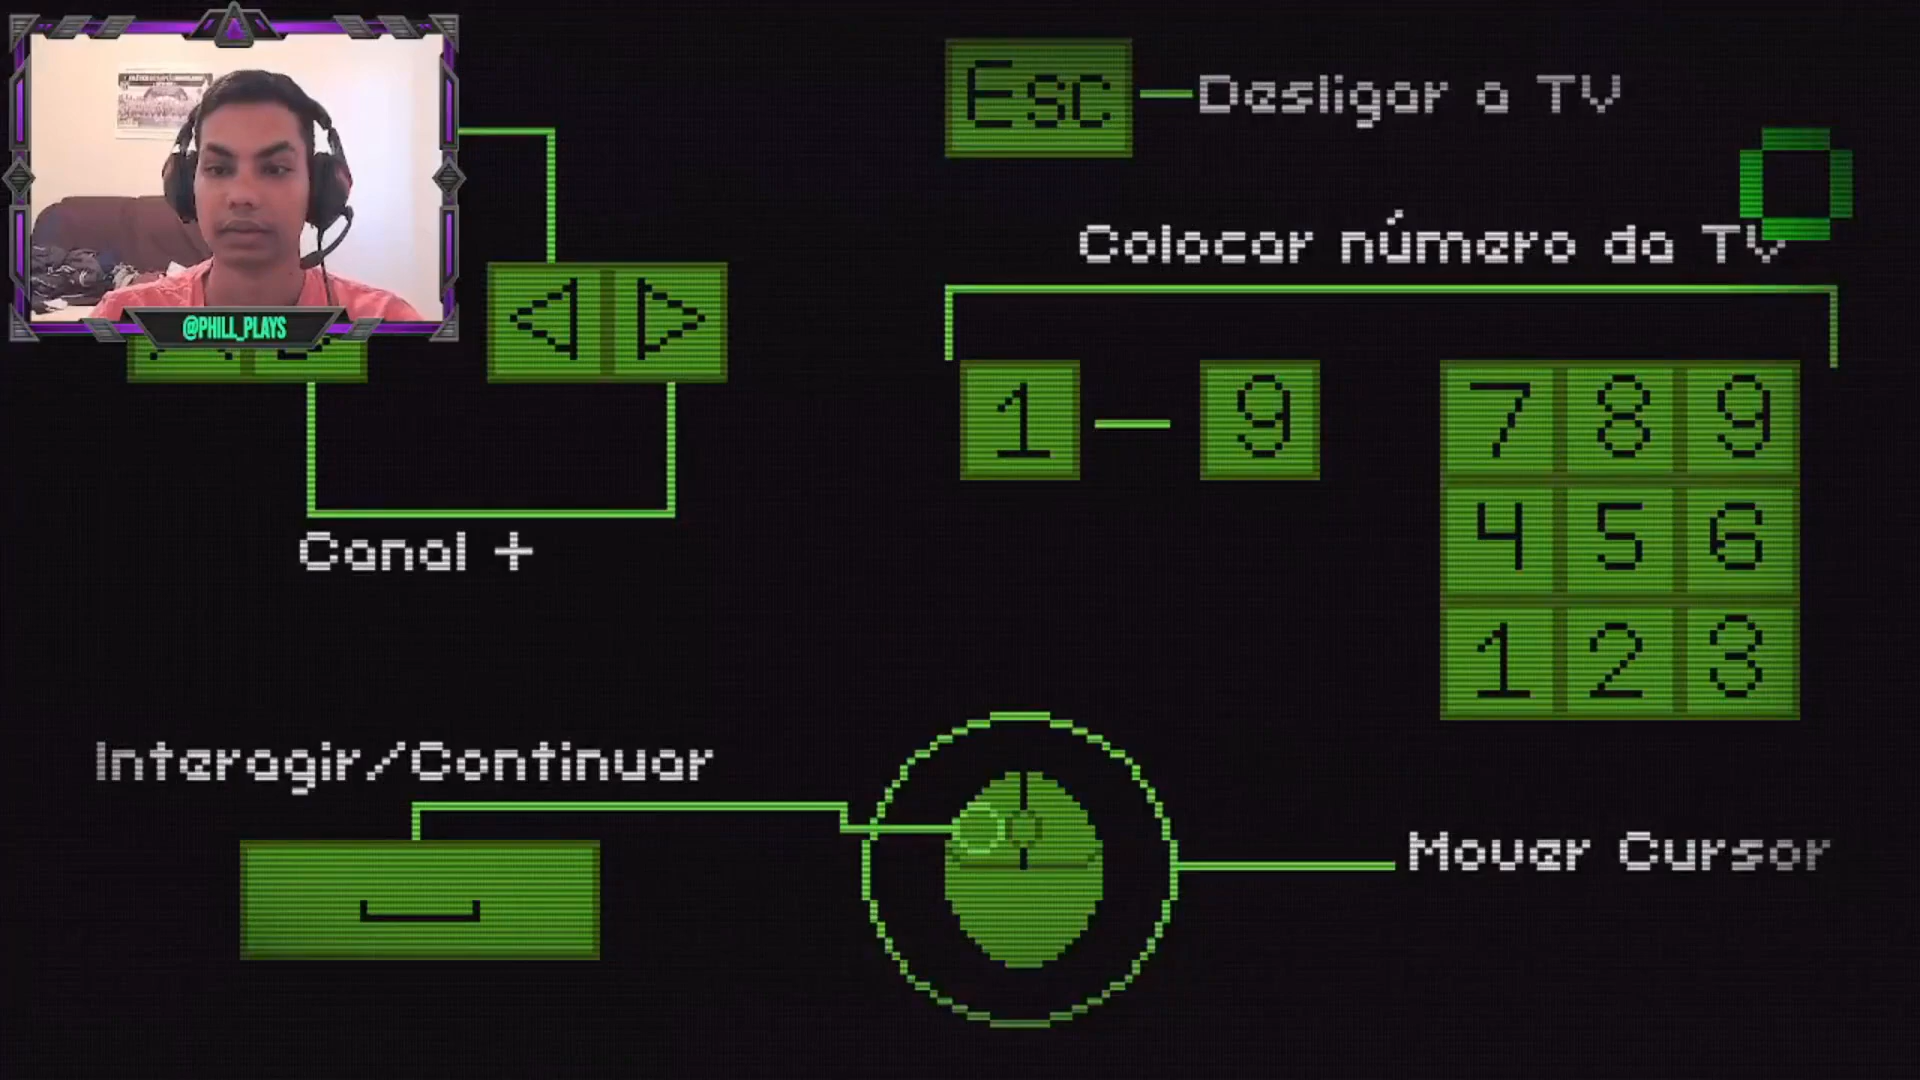 Esc
Desligar a TV
@PHILL_PLAYS
Colocar número da TV
1
9
7 8 9
4 5 6
1 2 3
Canal +
Interagir/Continuar
Mover Cursor